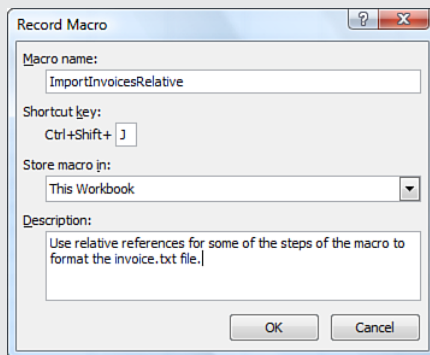 Record Macro
Macro name:
ImportInvoicesRelative
Shortcut key:
Ctrl+Shift+ J
Store macro in:
This Workbook
Description:
Use relative references for some of the steps of the macro to
format the invoice.txt file.
OK Cancel